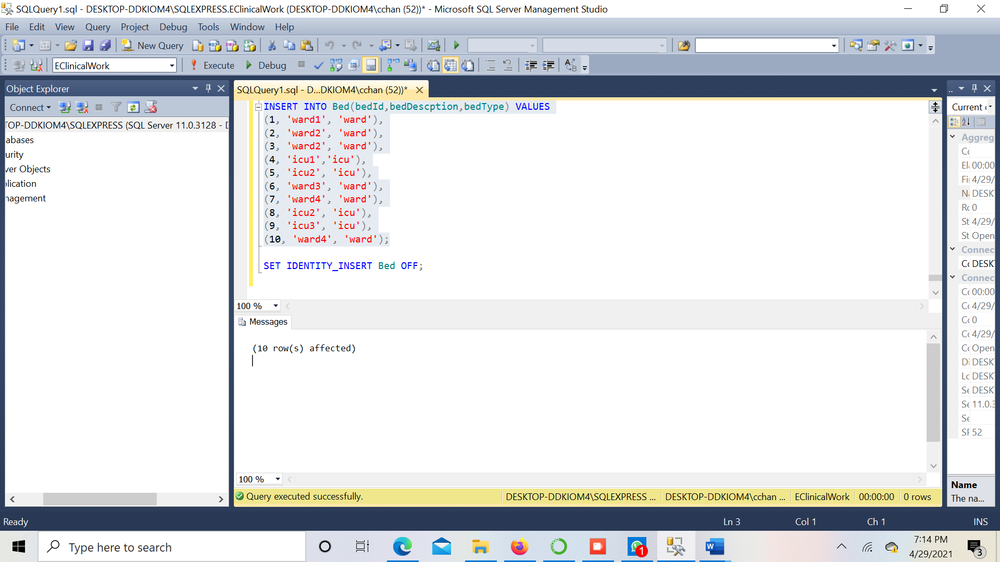 SQLQuery1.sql - DESKTOP-DDKIOM4\SQLEXPRESS.EClinicalWork (DESKTOP-DDKIOM4\cchan (52))* - Microsoft SQL Server Management Studio
File Edit View Query Project Debug Tools Window Help
New Query
EClinicalWork Execute Debug
Object Explorer
Connect
TOP-DDKIOM4\SQLEXPRESS (SQL Server 11.0.3128 - D
abases
urity
ver Objects
lication
nagement
SQLQuery1.sql - D...DKIOM4\cchan (52))*
INSERT INTO Bed(bedId,bedDescption,bedType) VALUES
(1, 'ward1', 'ward'),
(2, 'ward2', 'ward'),
(3, 'ward2', 'ward'),
(4, 'icu1','icu'),
(5, 'icu2', 'icu'),
(6, 'ward3', 'ward'),
(7, 'ward4', 'ward'),
(8, 'icu2', 'icu'),
(9, 'icu3', 'icu'),
(10, 'ward4', 'ward');
SET IDENTITY_INSERT Bed OFF;
100 %
Messages
(10 row(s) affected)
100 %
Query executed successfully. DESKTOP-DDKIOM4\SQLEXPRESS ... DESKTOP-DDKIOM4\cchan ... EClinicalWork 00:00:00 0 rows
..
Current
Aggreg
Co
El 00:00
Fi 4/29/
Na DESK
Ro 0
St 4/29/
St Open
Connec
Co DESK
Connec
Co 00:00
Co 4/29/
Co 0
Co 4/29/
Co Open
Di DESK
Lo DESK
Se DESK
Se 11.0.3
Se
SP 52
Name
The na...
Ready Ln 3 Col 1 Ch 1 INS
Type here to search
1
W
7:14 PM
4/29/2021
3